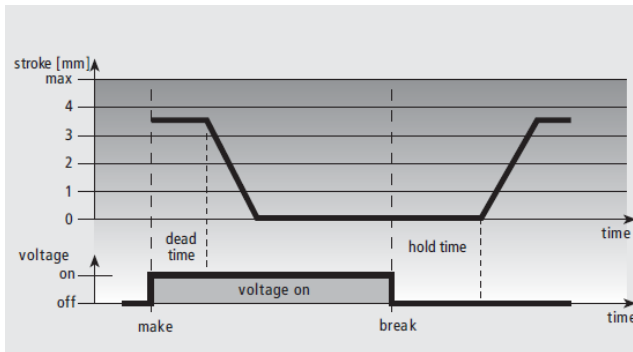 stroke [mm]
max
4
3
2
1
0
time
dead
time
hold time
voltage
on
voltage on
off
time
make
break